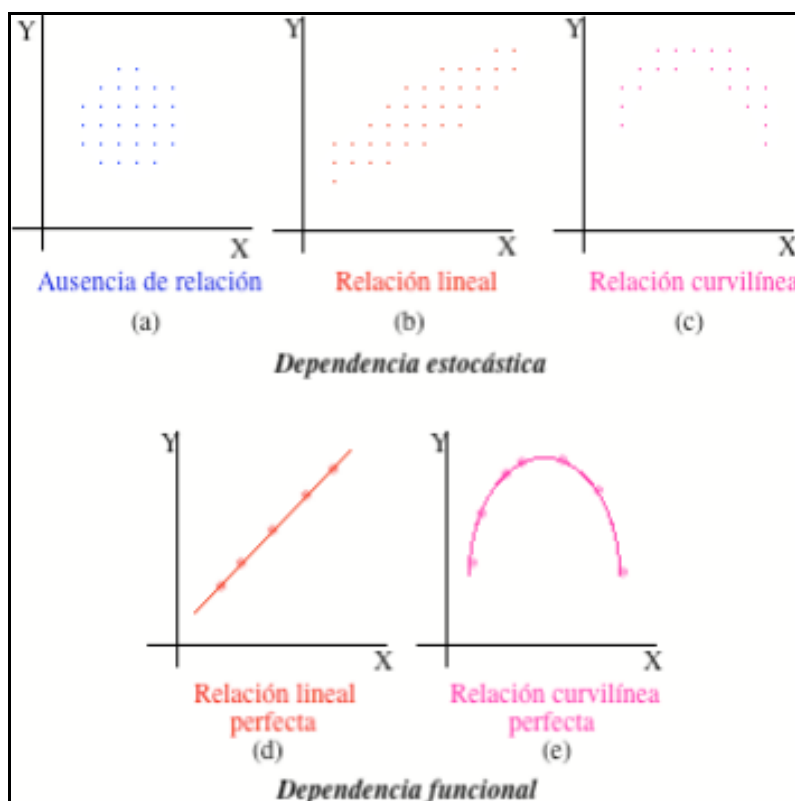 Y
Y
Y
X
X
X
Ausencia de relación
Relación lineal
Relación curvilínea
(a)
(b)
(c)
Dependencia estocástica
Y
Y
X
X
Relación lineal
perfecta
(d)
Relación curvilínea
perfecta
(e)
Dependencia funcional